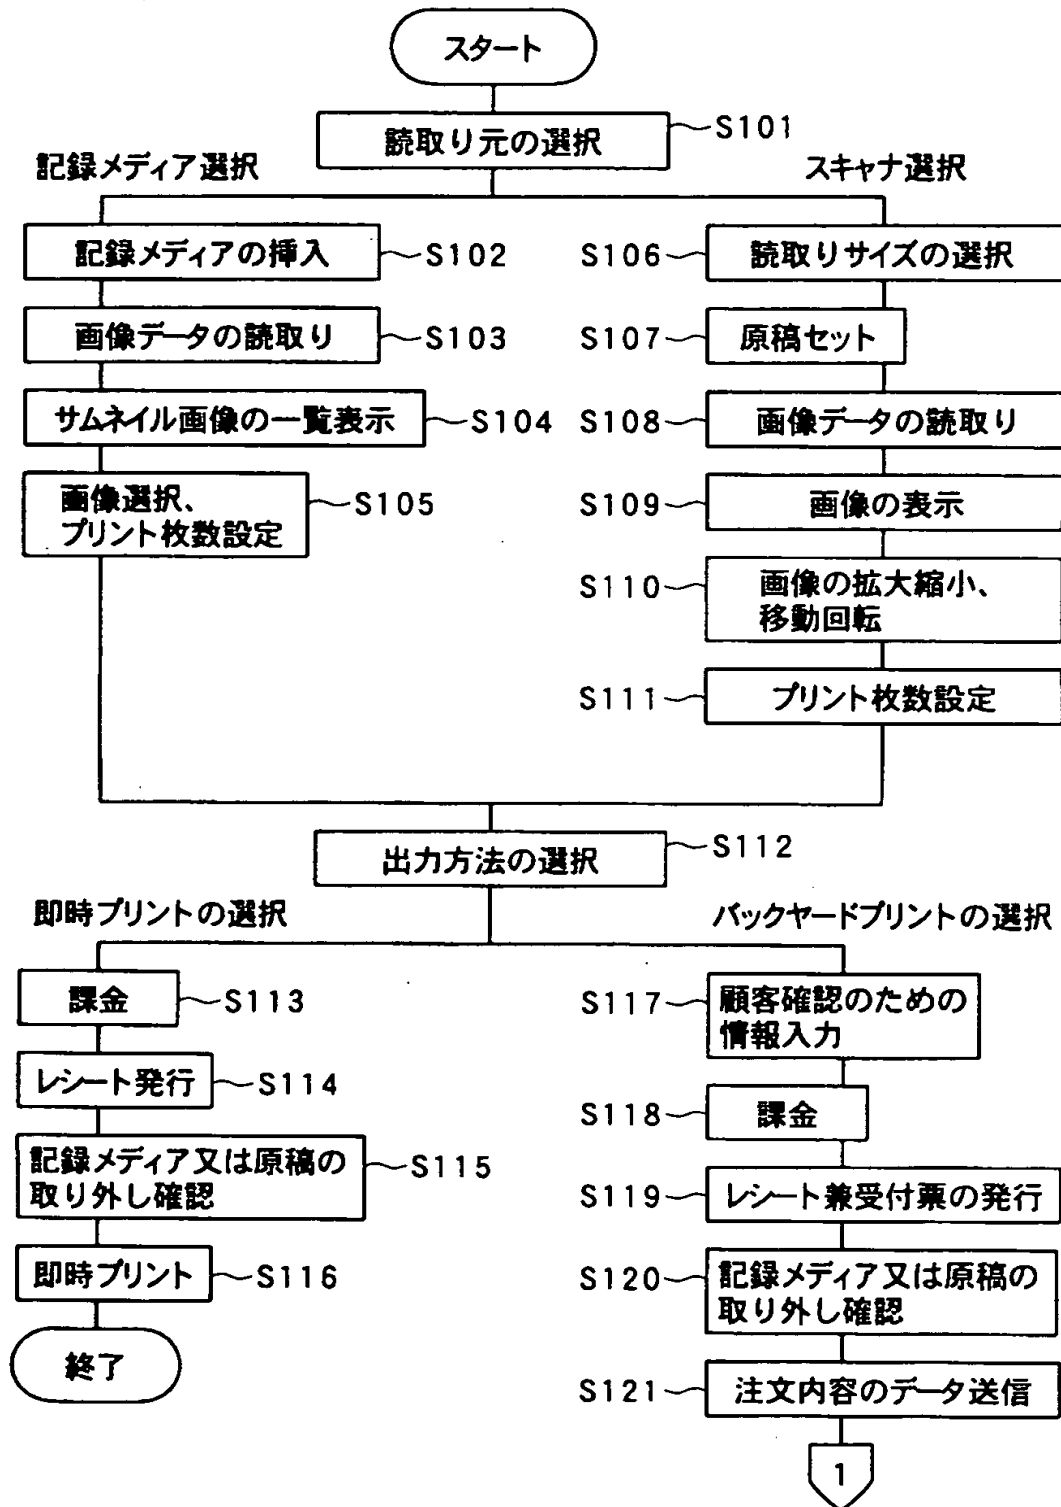 スタート
読取り元の選択
S101
記録メディア選択
スキャナ選択
記録メディアの挿入
S102
画像データの読取り
S103
サムネイル画像の一覧表示
S104
画像選択、
プリント枚数設定
S105
S106
読取りサイズの選択
S107
原稿セット
S108
画像データの読取り
S109
画像の表示
S110
画像の拡大縮小、
移動回転
S111
プリント枚数設定
出力方法の選択
S112
即時プリントの選択
バックヤードプリントの選択
課金
S113
レシート発行
S114
記録メディア又は原稿の
取り外し確認
S115
即時プリント
S116
終了
S117
顧客確認のための
情報入力
S118
課金
S119
レシート兼受付票の発行
S120
記録メディア又は原稿の
取り外し確認
S121
注文内容のデータ送信
1